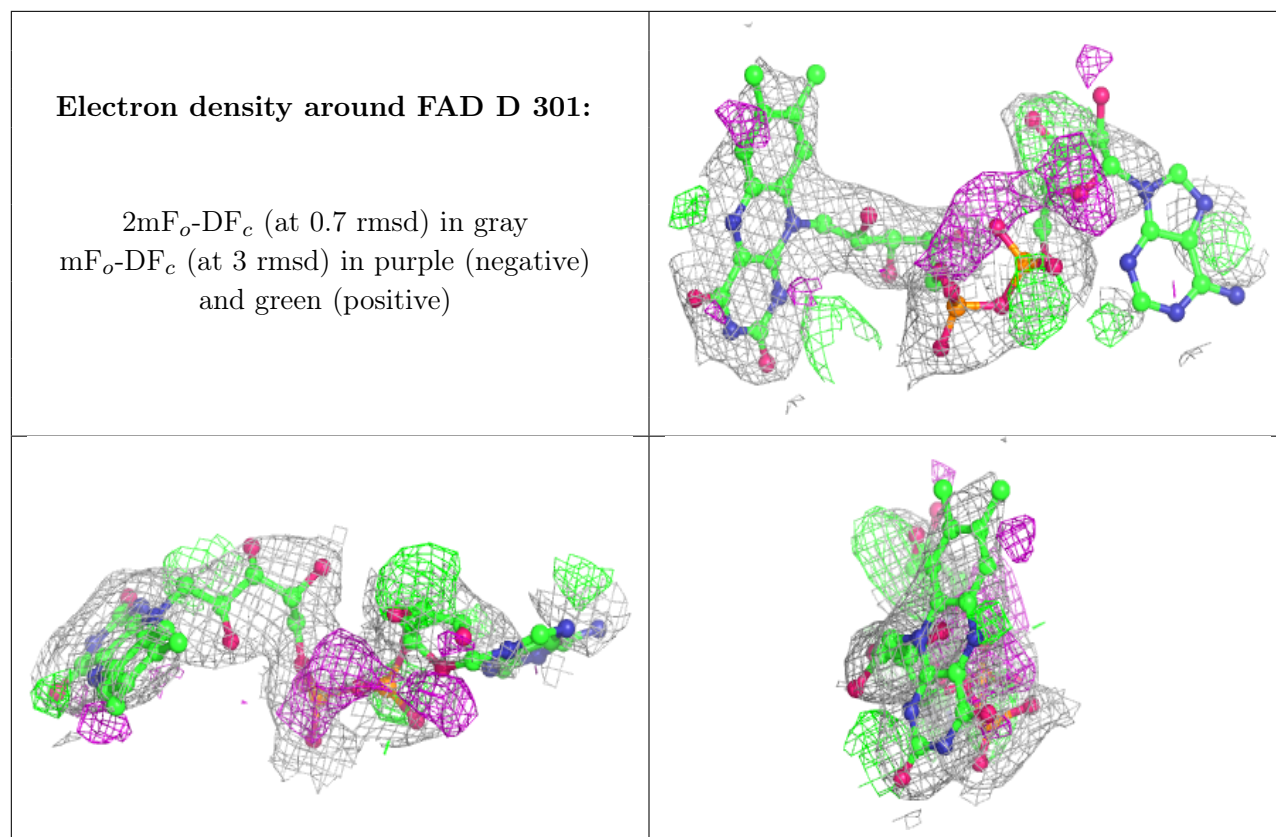 Electron density around FAD D 301:
2mFo-DFc (at 0.7 rmsd) in gray
mFo-DFc (at 3 rmsd) in purple (negative)
and green (positive)